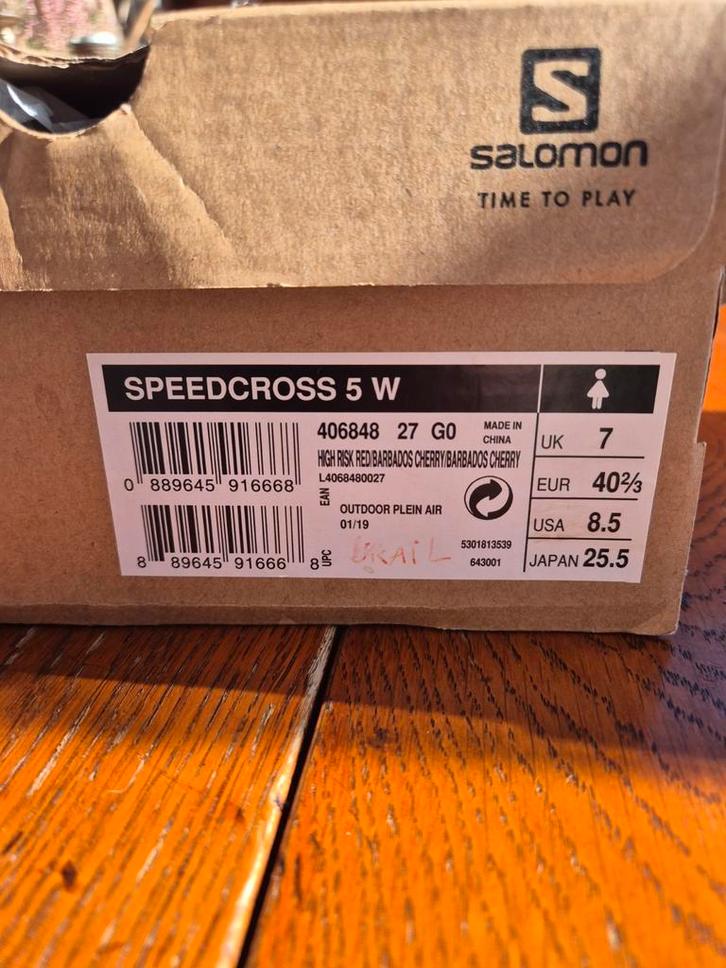 S
SALOMON
TIME TO PLAY
SPEEDCROSS 5 W
406848 27 G0
MADE IN
CHINA
HIGH RISK RED/BARBADOS CHERRY/BARBADOS CHERRY
L4068480027
0 889645 916668
EAN
OUTDOOR PLEIN AIR
01/19
8 89645 91666 8
UPC
5301813539
643001
UK 7
EUR 40⅔
USA 8.5
JAPAN 25.5